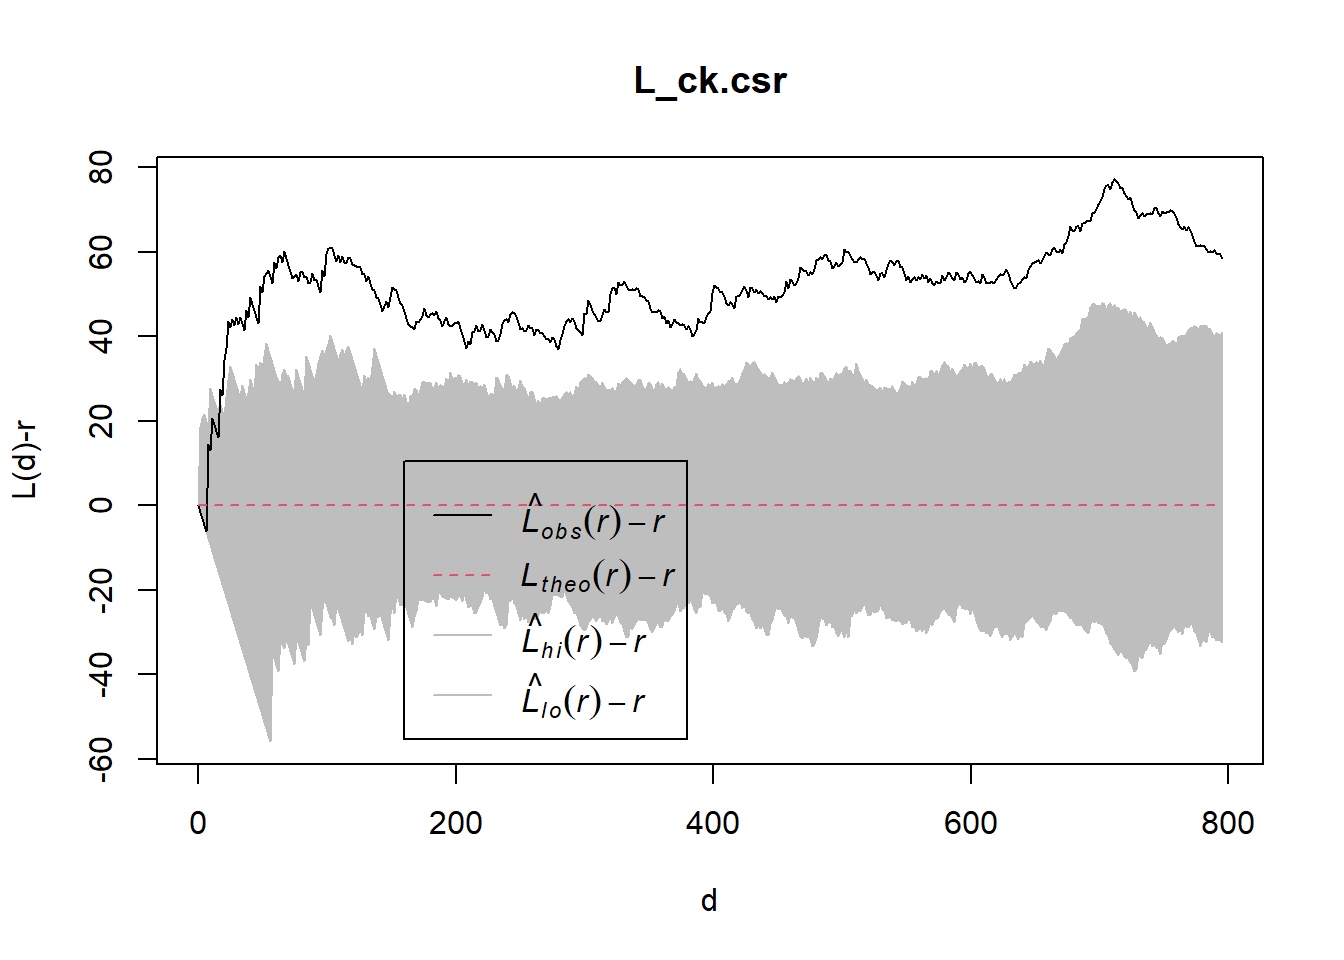 L_ck.csr
80
60
40
20
0
-20
-40
-60
L(d)-r
L̂obs(r) – r
Ltheo(r) – r
L̂hi(r) – r
L̂lo(r) – r
0 200 400 600 800
d